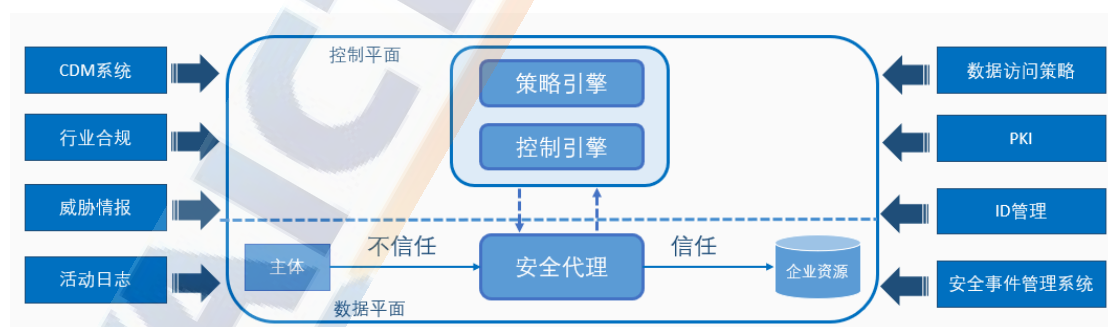 CDM系统
行业合规
威胁情报
活动日志
控制平面
策略引擎
控制引擎
主体
不信任
安全代理
信任
企业资源
数据平面
数据访问策略
PKI
ID管理
安全事件管理系统